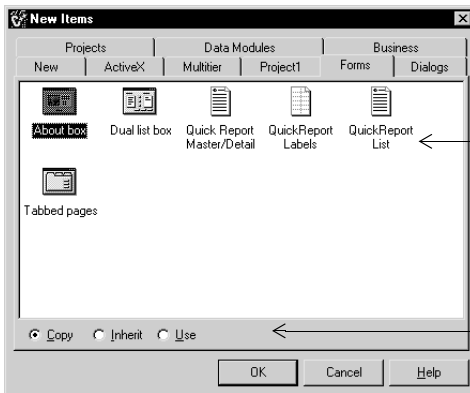 New Items
Projects Data Modules Business
New ActiveX Multitier Project1 Forms Dialogs
About box Dual list box Quick Report QuickReport QuickReport
Master/Detail Labels List
Tabbed pages
Copy Inherit Use
OK Cancel Help